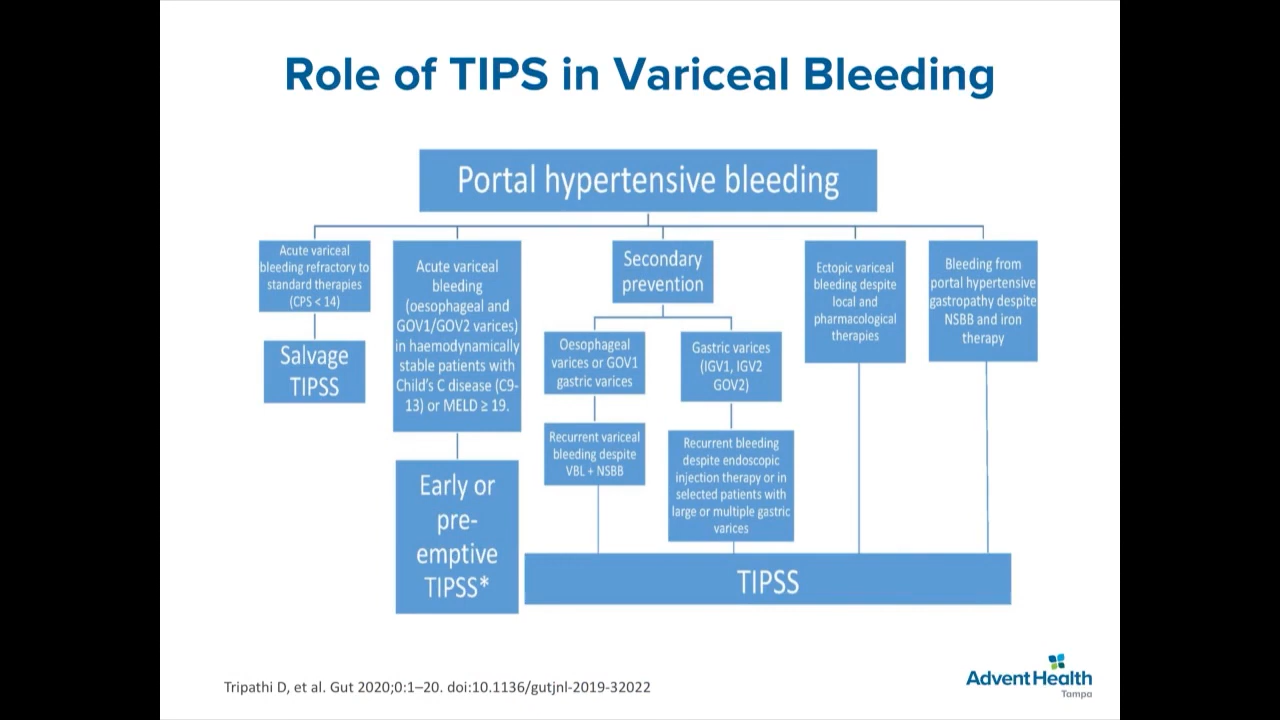 Role of TIPS in Variceal Bleeding
Portal hypertensive bleeding
Acute variceal
bleeding refractory to
standard therapies
(CPS < 14)
Salvage
TIPSS
Acute variceal
bleeding
(oesophageal and
GOV1/GOV2 varices)
in haemodynamically
stable patients with
Child's C disease (C9-
13) or MELD ≥ 19.
Early or
pre-
emptive
TIPSS*
Secondary
prevention
Oesophageal
varices or GOV1
gastric varices
Recurrent variceal
bleeding despite
VBL + NSBB
Gastric varices
(IGV1, IGV2
GOV2)
Recurrent bleeding
despite endoscopic
injection therapy or in
selected patients with
large or multiple gastric
varices
Ectopic variceal
bleeding despite
local and
pharmacological
therapies
Bleeding from
portal hypertensive
gastropathy despite
NSBB and iron
therapy
TIPSS
Tripathi D, et al. Gut 2020;0:1–20. doi:10.1136/gutjnl-2019-32022
AdventHealth
Tampa